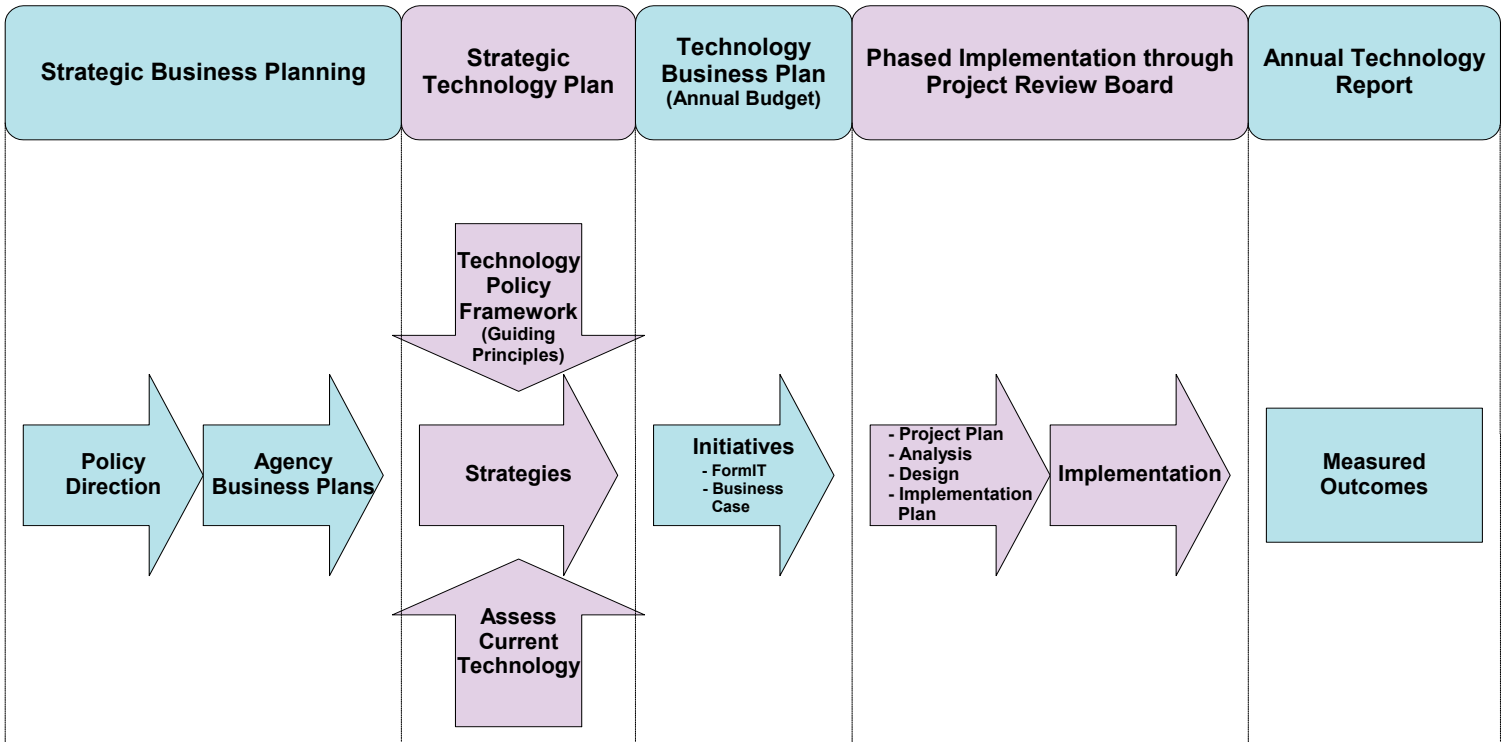 Strategic Business Planning
Strategic
Technology Plan
Technology
Business Plan
(Annual Budget)
Phased Implementation through
Project Review Board
Annual Technology
Report
Technology
Policy
Framework
(Guiding
Principles)
Policy
Direction
Agency
Business Plans
Strategies
Initiatives
- FormIT
- Business
Case
- Project Plan
- Analysis
- Design
- Implementation
Plan
Implementation
Measured
Outcomes
Assess
Current
Technology